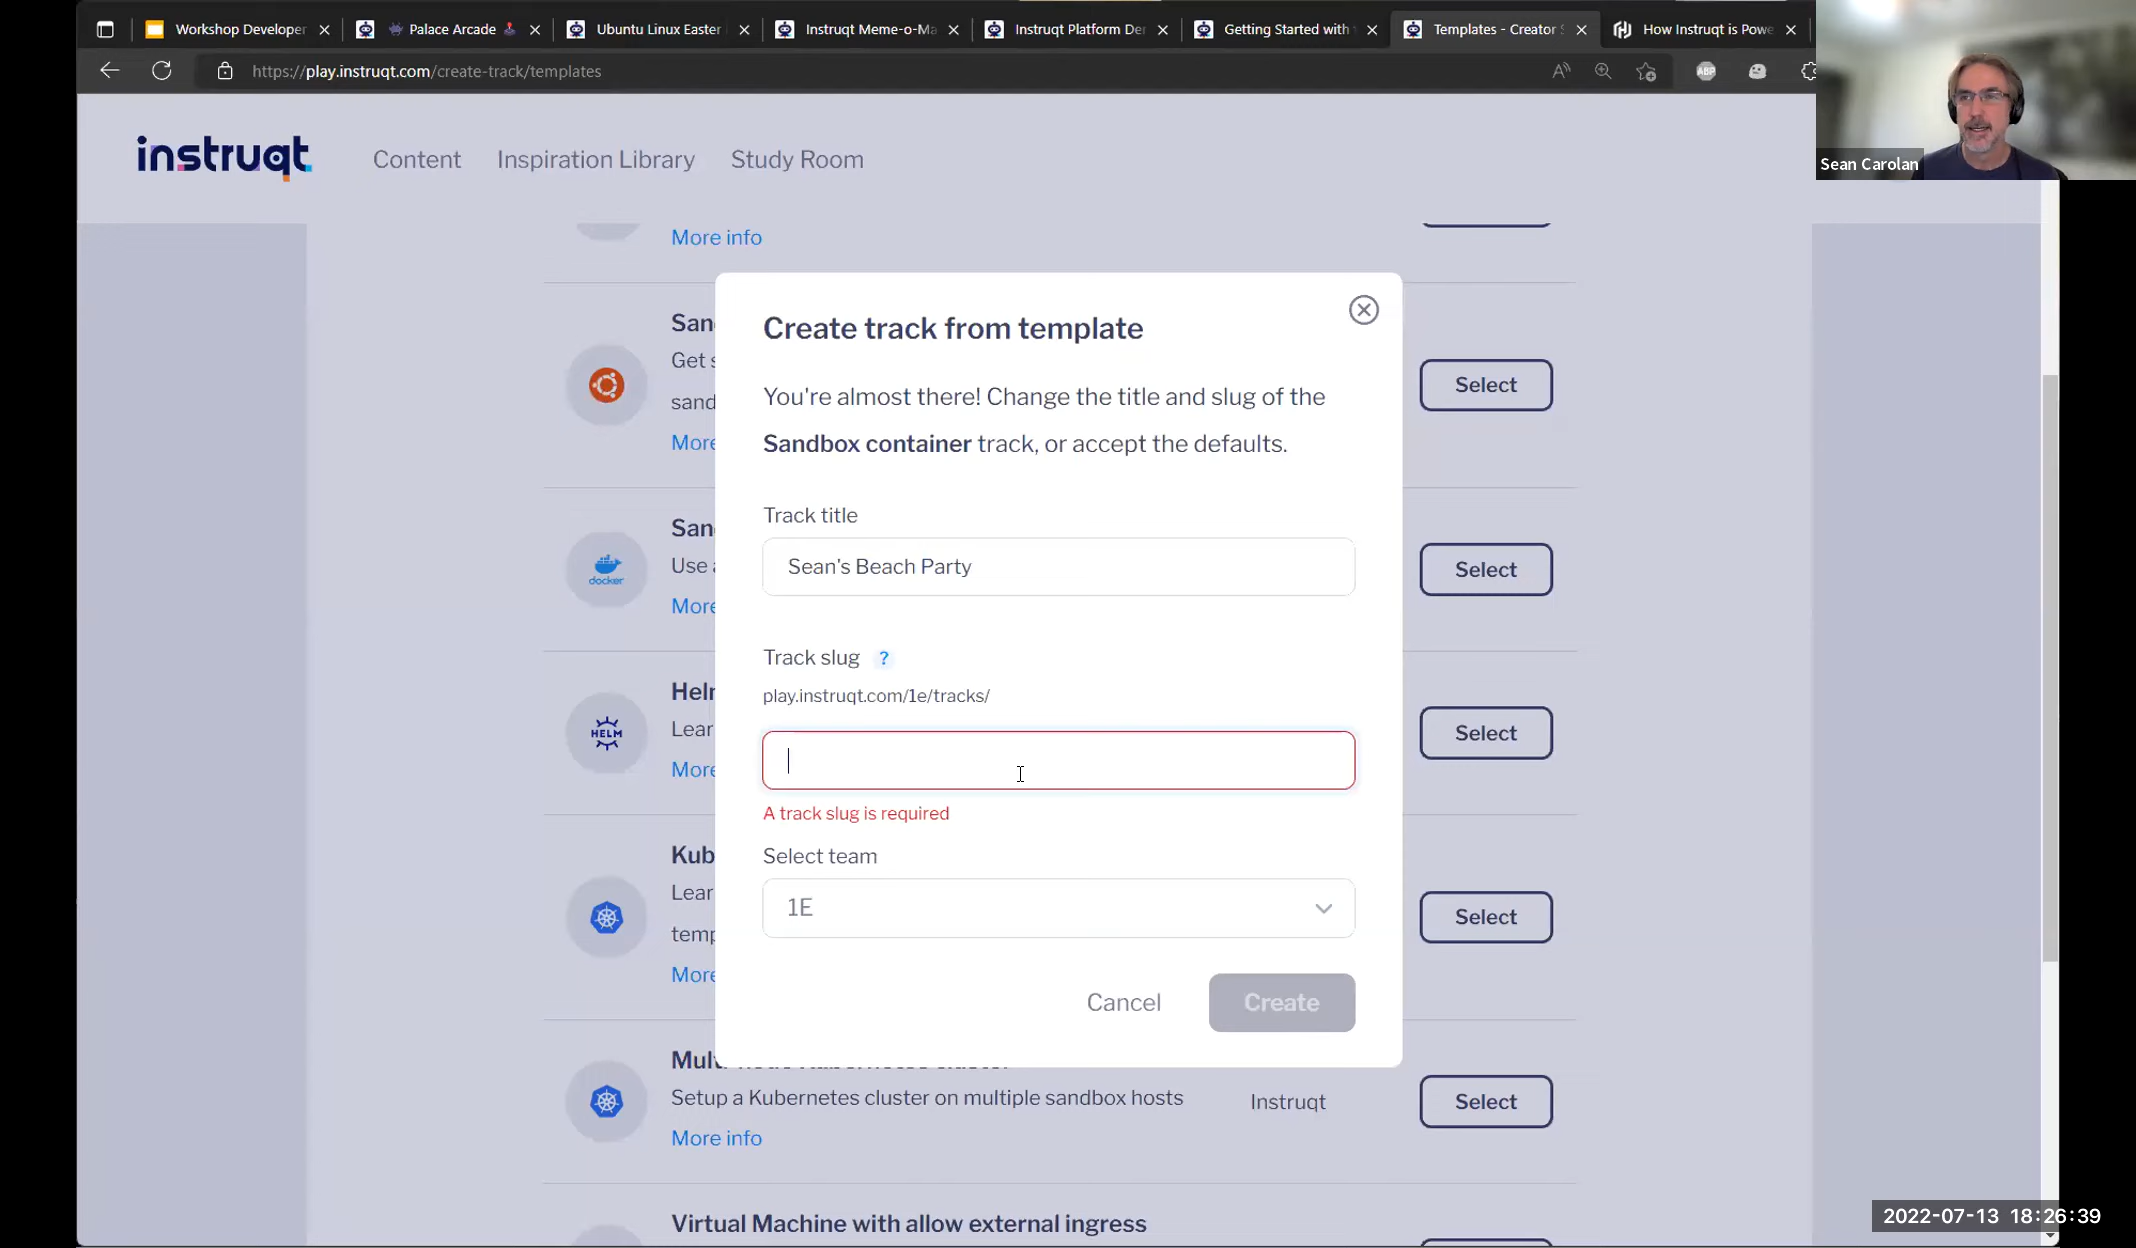 Workshop Developer
Palace Arcade
Ubuntu Linux Easter
Instruqt Meme-o-Ma
Instruqt Platform De
Getting Started with
Templates - Creator S
How Instruqt is Powe
https://play.instruqt.com/create-track/templates
ABP
Sean Carolan
instruqt
Content
Inspiration Library
Study Room
More info
San
Get s
sand
More
Select
San
docker
Use a
More
Select
Helm
HELM
Lear
More
Select
Kub
Lear
temp
More
Select
Create track from template
You're almost there! Change the title and slug of the
Sandbox container track, or accept the defaults.
Track title
Sean's Beach Party
Track slug ?
play.instruqt.com/1e/tracks/
A track slug is required
Select team
1E
Cancel
Create
Setup a Kubernetes cluster on multiple sandbox hosts
Instruqt
Select
More info
Virtual Machine with allow external ingress
2022-07-13 18:26:39